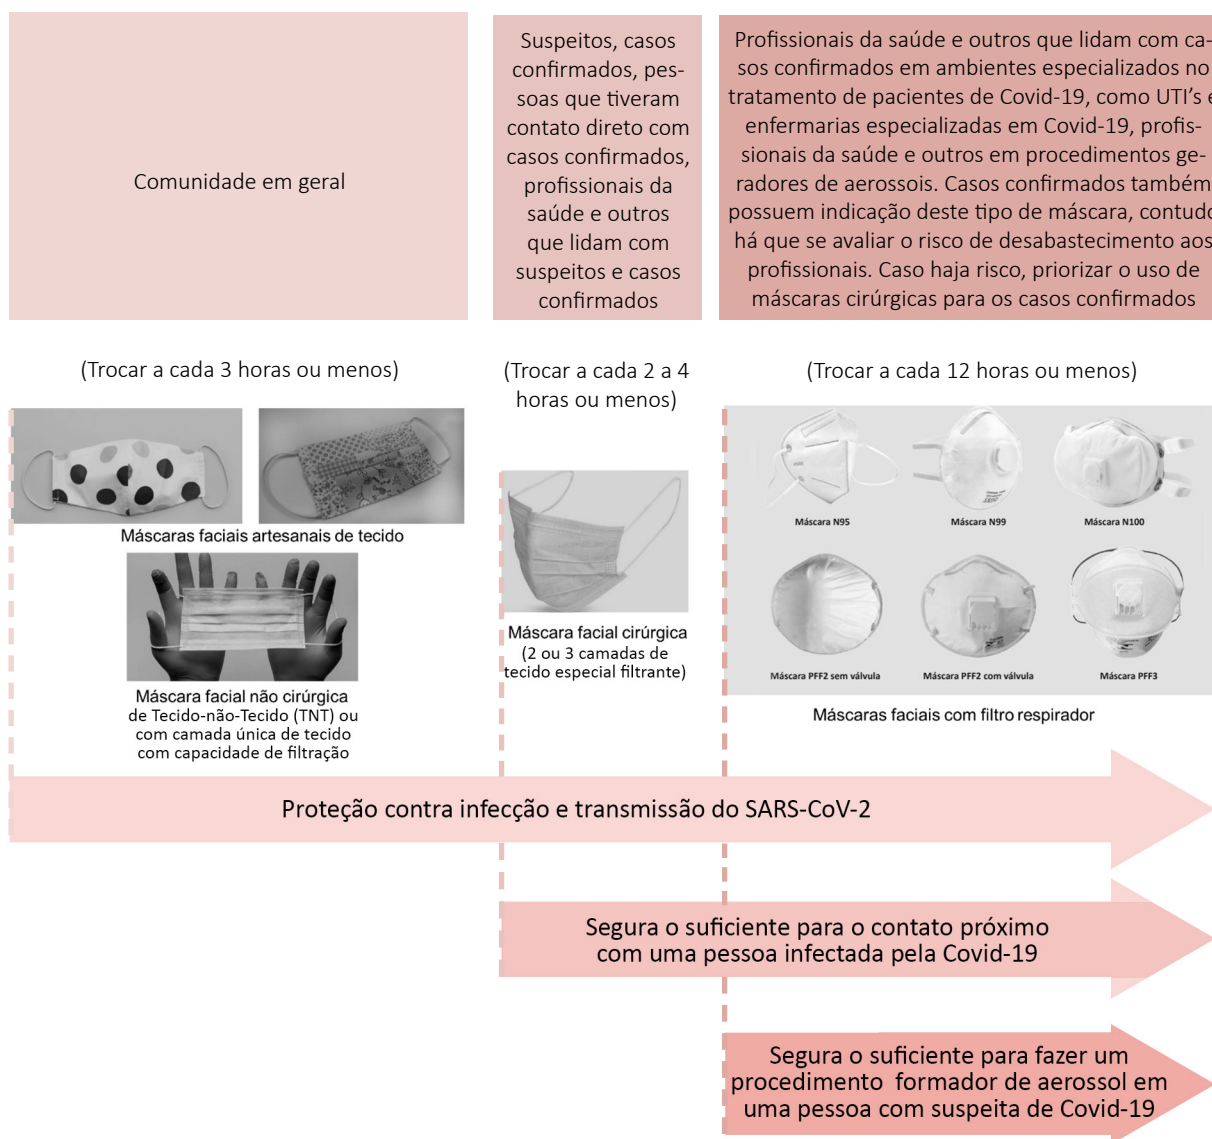 Comunidade em geral
Suspeitos, casos
confirmados, pes-
soas que tiveram
contato direto com
casos confirmados,
profissionais da
saúde e outros
que lidam com
suspeitos e casos
confirmados
Profissionais da saúde e outros que lidam com ca-
sos confirmados em ambientes especializados no
tratamento de pacientes de Covid-19, como UTI's e
enfermarias especializadas em Covid-19, profis-
sionais da saúde e outros em procedimentos ge-
radores de aerossois. Casos confirmados também
possuem indicação deste tipo de máscara, contudo
há que se avaliar o risco de desabastecimento aos
profissionais. Caso haja risco, priorizar o uso de
máscaras cirúrgicas para os casos confirmados
(Trocar a cada 3 horas ou menos)
(Trocar a cada 2 a 4
horas ou menos)
(Trocar a cada 12 horas ou menos)
Máscaras faciais artesanais de tecido
Máscara facial não cirúrgica
de Tecido-não-Tecido (TNT) ou
com camada única de tecido
com capacidade de filtração
Máscara facial cirúrgica
(2 ou 3 camadas de
tecido especial filtrante)
Máscara N95
Máscara N99
Máscara N100
Máscara PFF2 sem válvula
Máscara PFF2 com válvula
Máscara PFF3
Máscaras faciais com filtro respirador
Proteção contra infecção e transmissão do SARS-CoV-2
Segura o suficiente para o contato próximo
com uma pessoa infectada pela Covid-19
Segura o suficiente para fazer um
procedimento formador de aerossol em
uma pessoa com suspeita de Covid-19